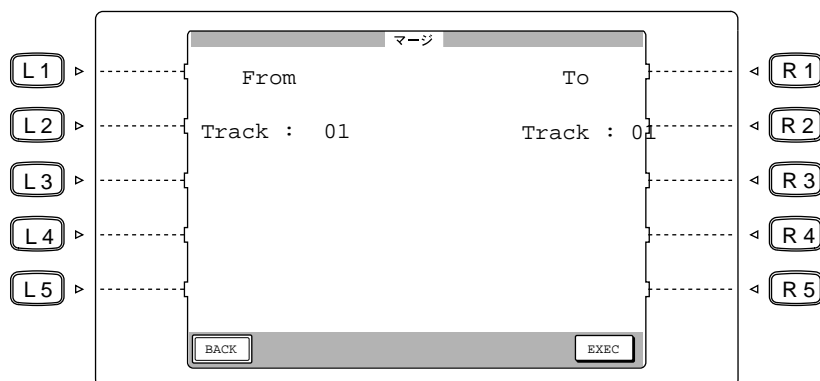 マージ
L1 From To R1
L2 Track : 01 Track : 01 R2
L3 R3
L4 R4
L5 R5
BACK EXEC